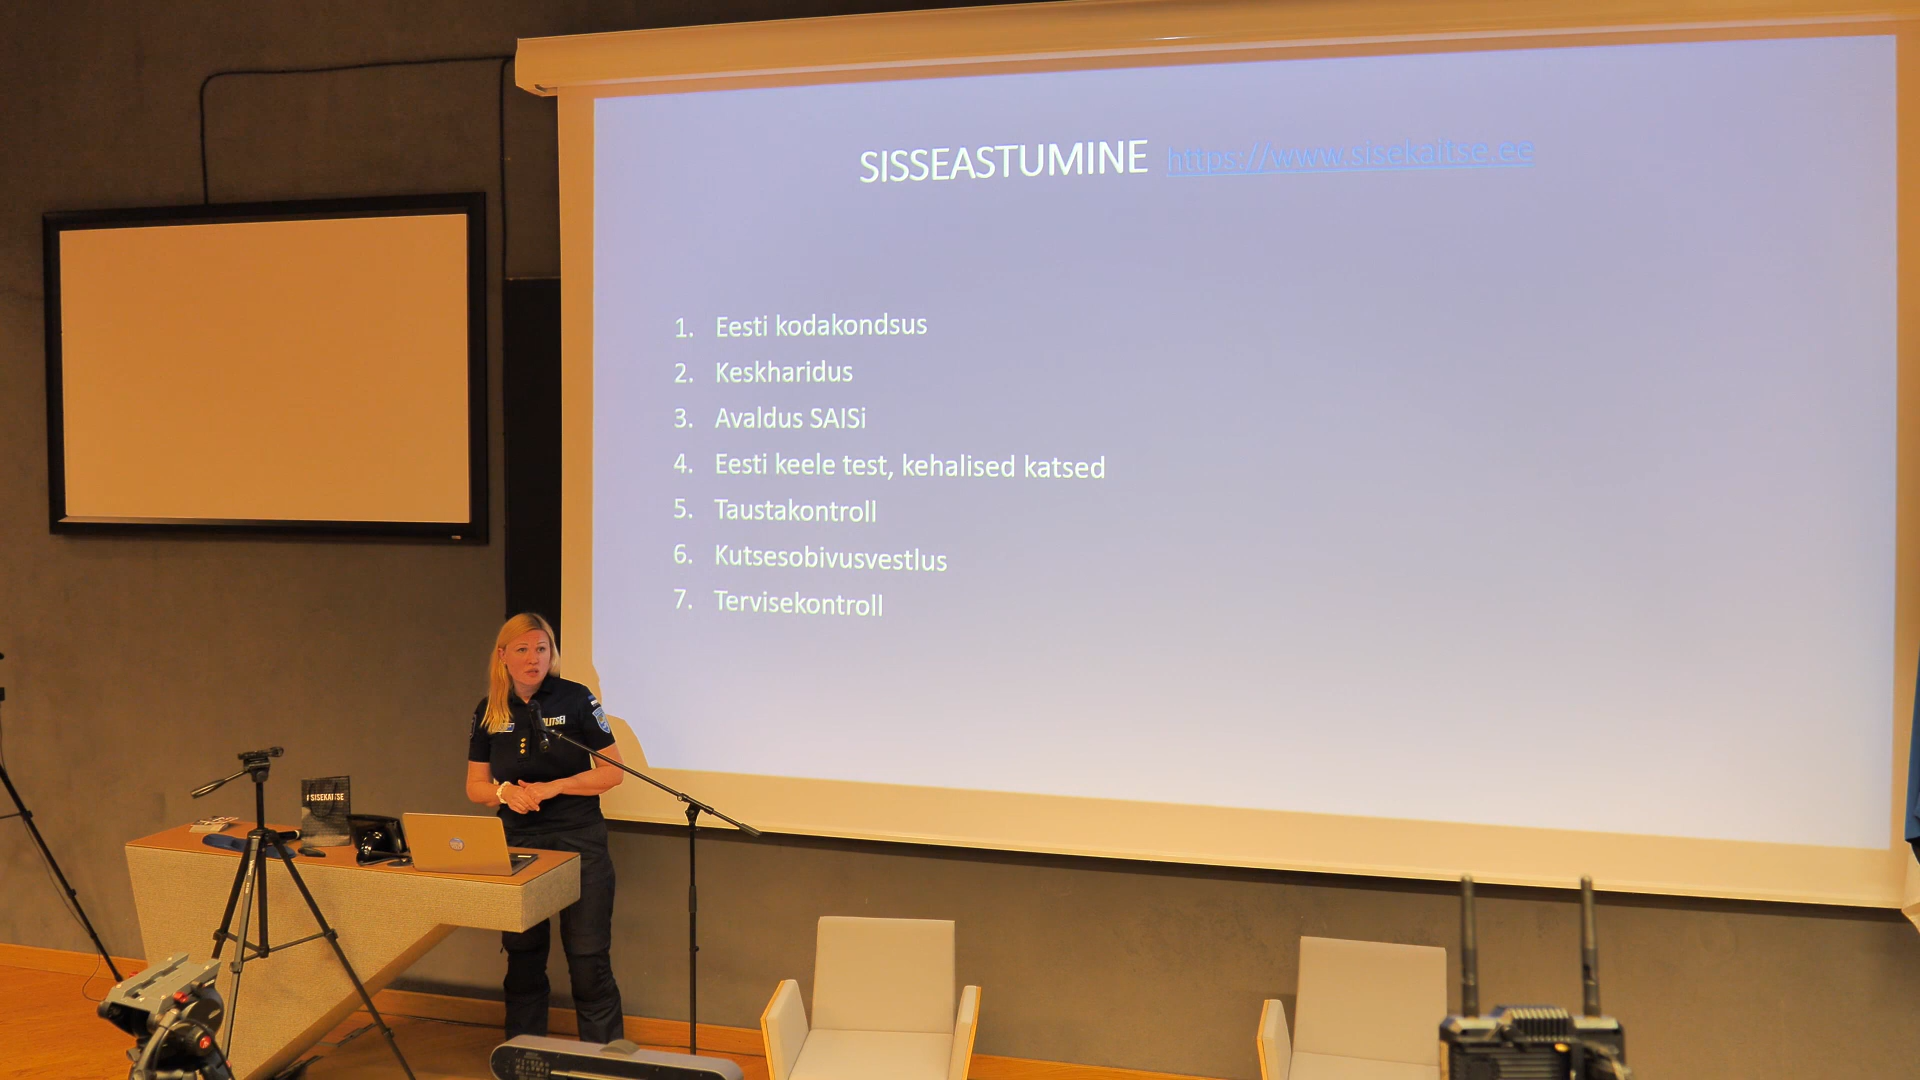 SISSEASTUMINE https://www.sisekaitse.ee
1. Eesti kodakondsus
2. Keskharidus
3. Avaldus SAISi
4. Eesti keele test, kehalised katsed
5. Taustakontroll
6. Kutsesobivusvestlus
7. Tervisekontroll
LITSEI
I SISEKAITSE